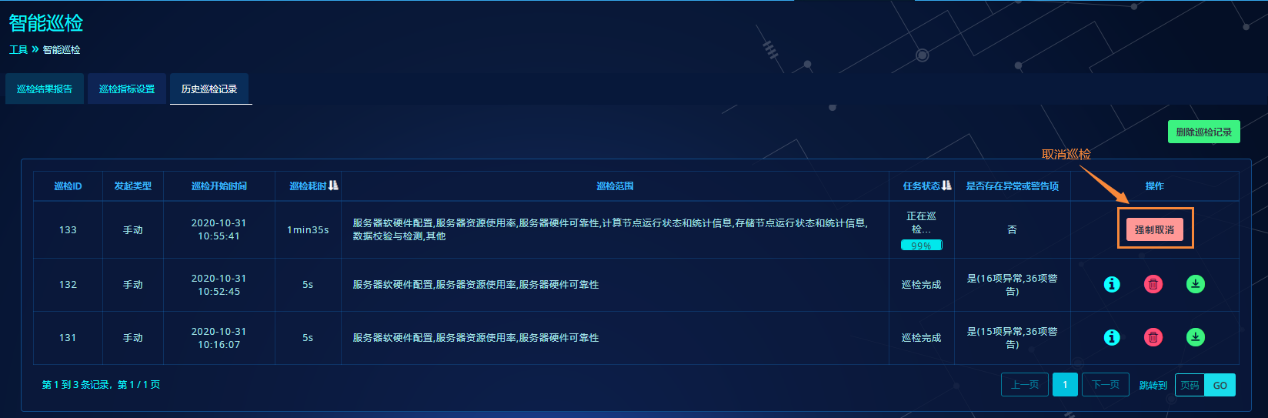 智能巡检
工具 » 智能巡检
巡检结果报告 巡检指标设置 历史巡检记录
删除巡检记录
取消巡检
巡检ID 发起类型 巡检开始时间 巡检耗时 巡检范围 任务状态 是否存在异常或警告项 操作
133 手动 2020-10-31 10:55:41 1min35s 服务器软硬件配置,服务器资源使用率,服务器硬件可靠性,计算节点运行状态和统计信息,存储节点运行状态和统计信息,
数据校验与检测,其他 正在巡检... 99% 否 强制取消
132 手动 2020-10-31 10:52:45 5s 服务器软硬件配置,服务器资源使用率,服务器硬件可靠性 巡检完成 是(16项异常,36项警告)
131 手动 2020-10-31 10:16:07 5s 服务器软硬件配置,服务器资源使用率,服务器硬件可靠性 巡检完成 是(15项异常,36项警告)
第 1 到 3 条记录，第 1 / 1 页 上一页 1 下一页 跳转到 页码 GO